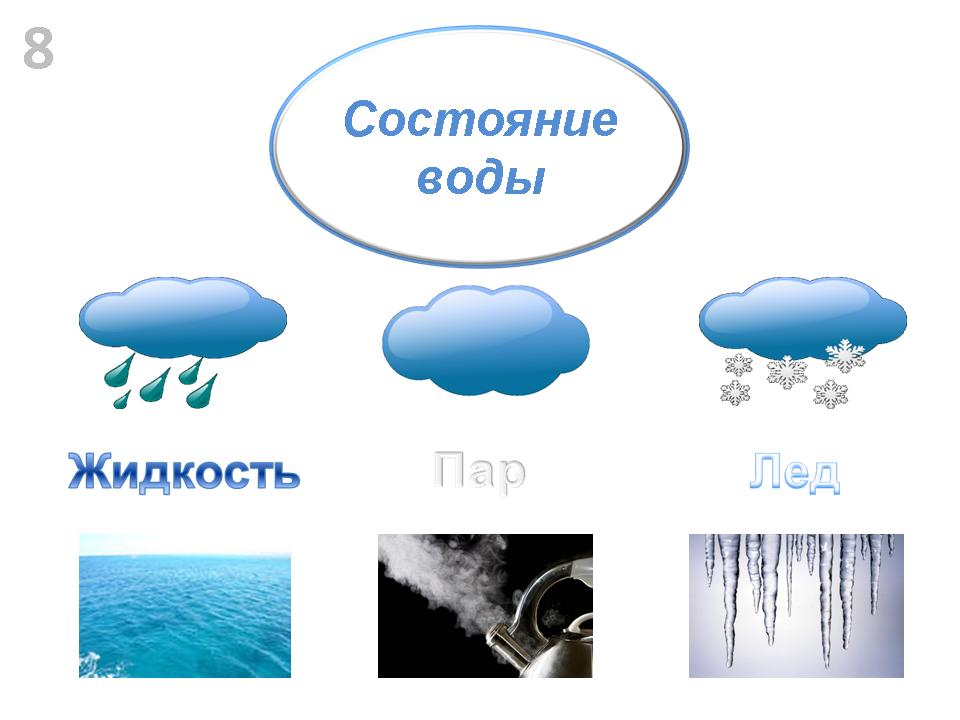 8
Состояние
воды
Жидкость
Пар
Лед